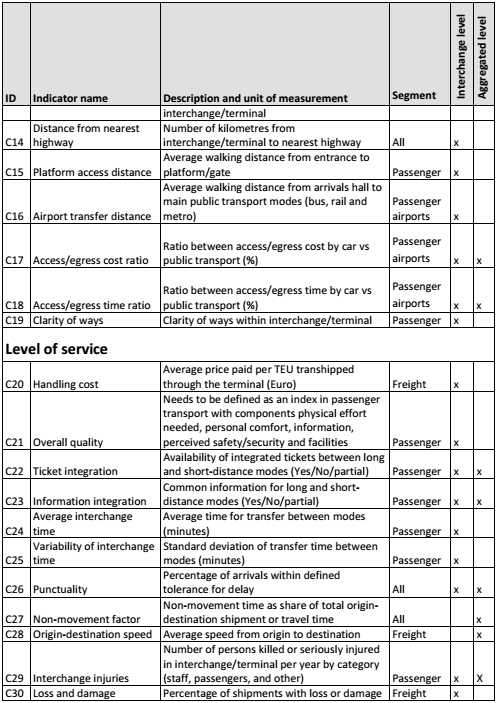 ID Indicator name Description and unit of measurement Segment Interchange level Aggregated level
interchange/terminal
C14 Distance from nearest highway Number of kilometres from interchange/terminal to nearest highway All x
C15 Platform access distance Average walking distance from entrance to platform/gate Passenger x
C16 Airport transfer distance Average walking distance from arrivals hall to main public transport modes (bus, rail and metro) Passenger airports x
C17 Access/egress cost ratio Ratio between access/egress cost by car vs public transport (%) Passenger airports x x
C18 Access/egress time ratio Ratio between access/egress time by car vs public transport (%) Passenger airports x x
C19 Clarity of ways Clarity of ways within interchange/terminal Passenger x
Level of service
C20 Handling cost Average price paid per TEU transhipped through the terminal (Euro) Freight x
C21 Overall quality Needs to be defined as an index in passenger transport with components physical effort needed, personal comfort, information, perceived safety/security and facilities Passenger x
C22 Ticket integration Availability of integrated tickets between long and short-distance modes (Yes/No/partial) Passenger x x
C23 Information integration Common information for long and short-distance modes (Yes/No/partial) Passenger x x
C24 Average interchange time Average time for transfer between modes (minutes) Passenger x
C25 Variability of interchange time Standard deviation of transfer time between modes (minutes) Passenger x
C26 Punctuality Percentage of arrivals within defined tolerance for delay All x x
C27 Non-movement factor Non-movement time as share of total origin-destination shipment or travel time All x
C28 Origin-destination speed Average speed from origin to destination Freight x
C29 Interchange injuries Number of persons killed or seriously injured in interchange/terminal per year by category (staff, passengers, and other) Passenger x X
C30 Loss and damage Percentage of shipments with loss or damage Freight x